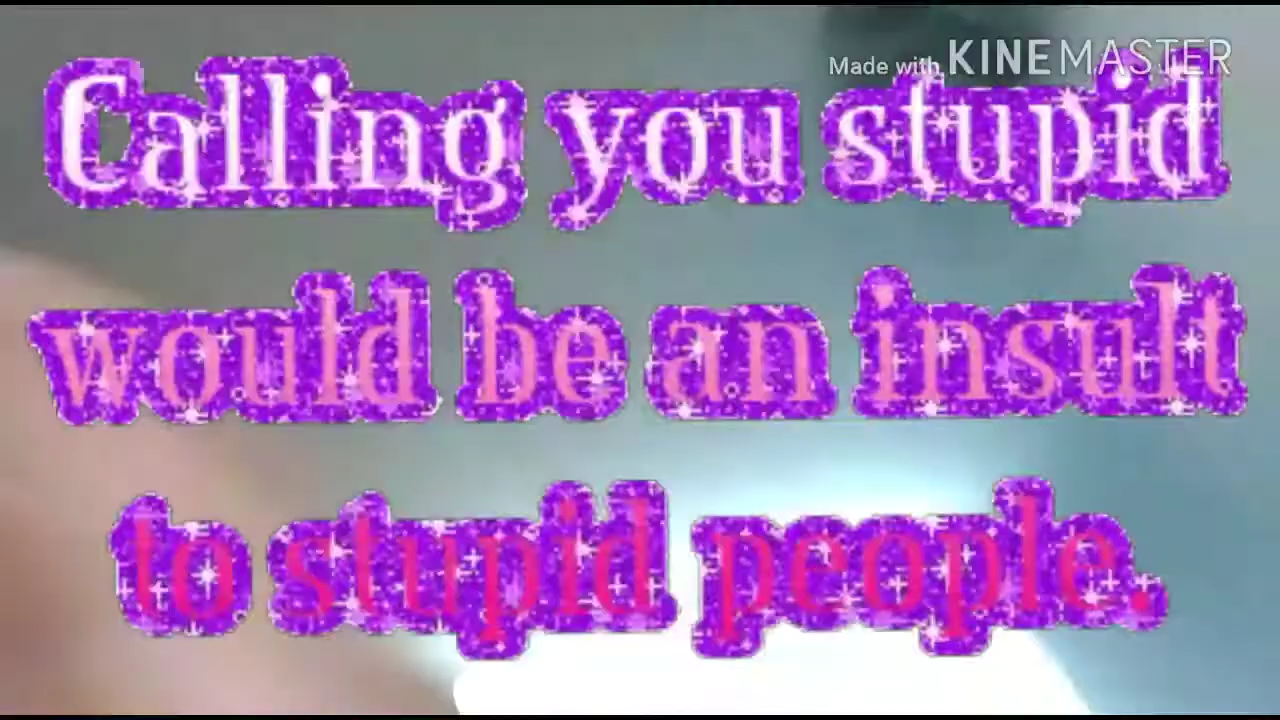 Made with KINEMASTER
Calling you stupid
would be an insult
to stupid people.